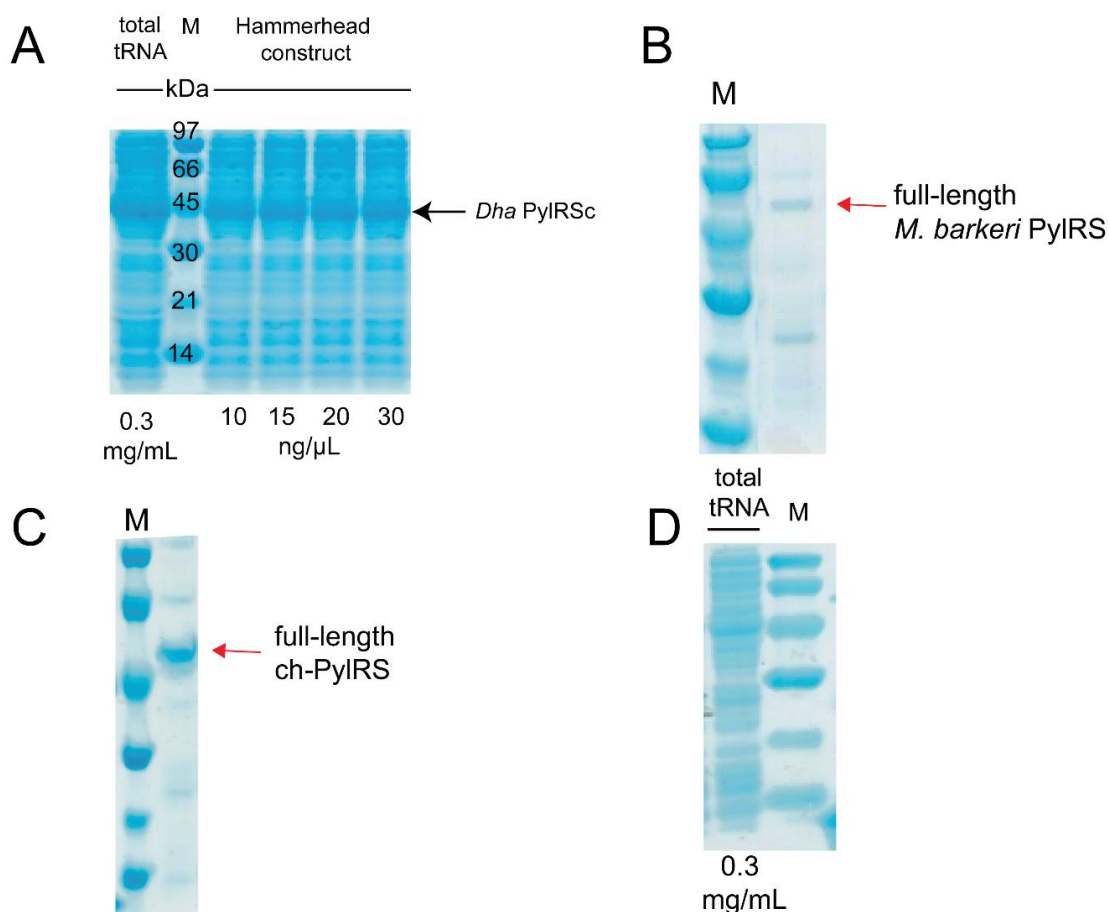 A
total
tRNA
M
Hammerhead
construct
kDa
97
66
45
30
21
14
Dha PylRSc
0.3
mg/mL
10 15 20 30
ng/µL
B
M
full-length
M. barkeri PylRS
C
M
full-length
ch-PylRS
D
total
tRNA
M
0.3
mg/mL